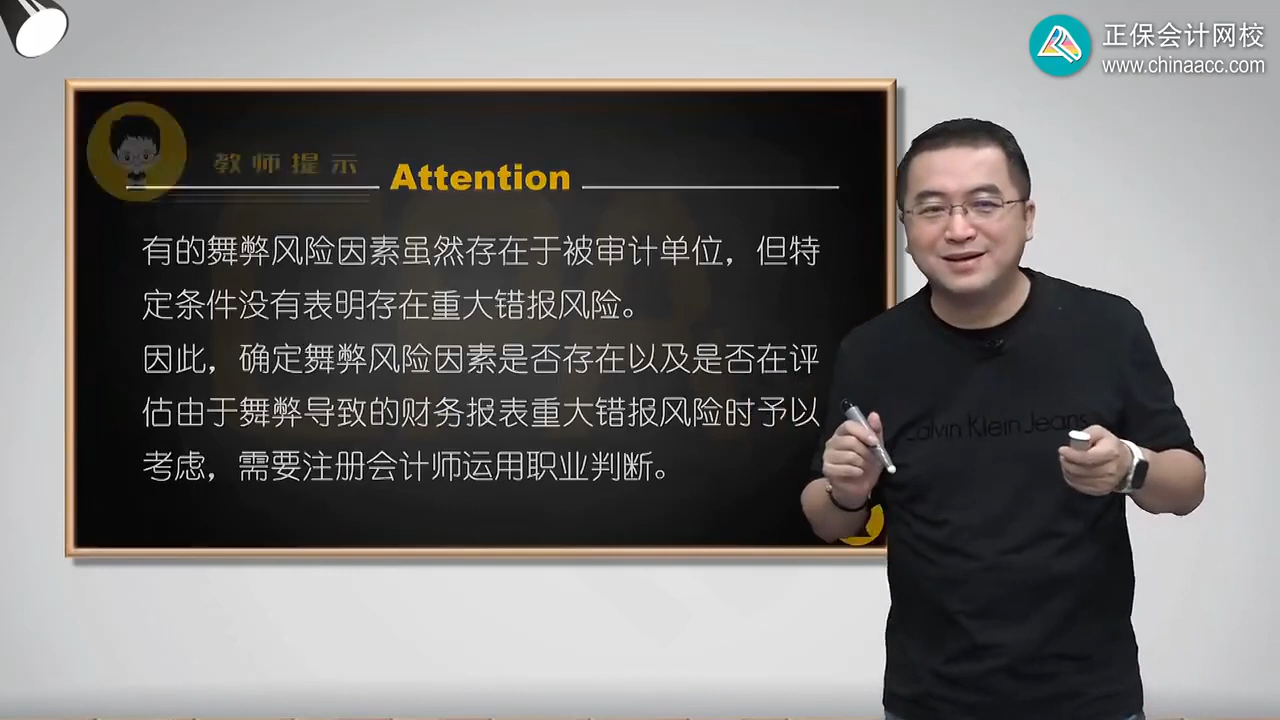 正保会计网校
www.chinaacc.com
教师提示
Attention
有的舞弊风险因素虽然存在于被审计单位，但特
定条件没有表明存在重大错报风险。
因此，确定舞弊风险因素是否存在以及是否在评
估由于舞弊导致的财务报表重大错报风险时予以
考虑，需要注册会计师运用职业判断。
Calvin Klein Jeans